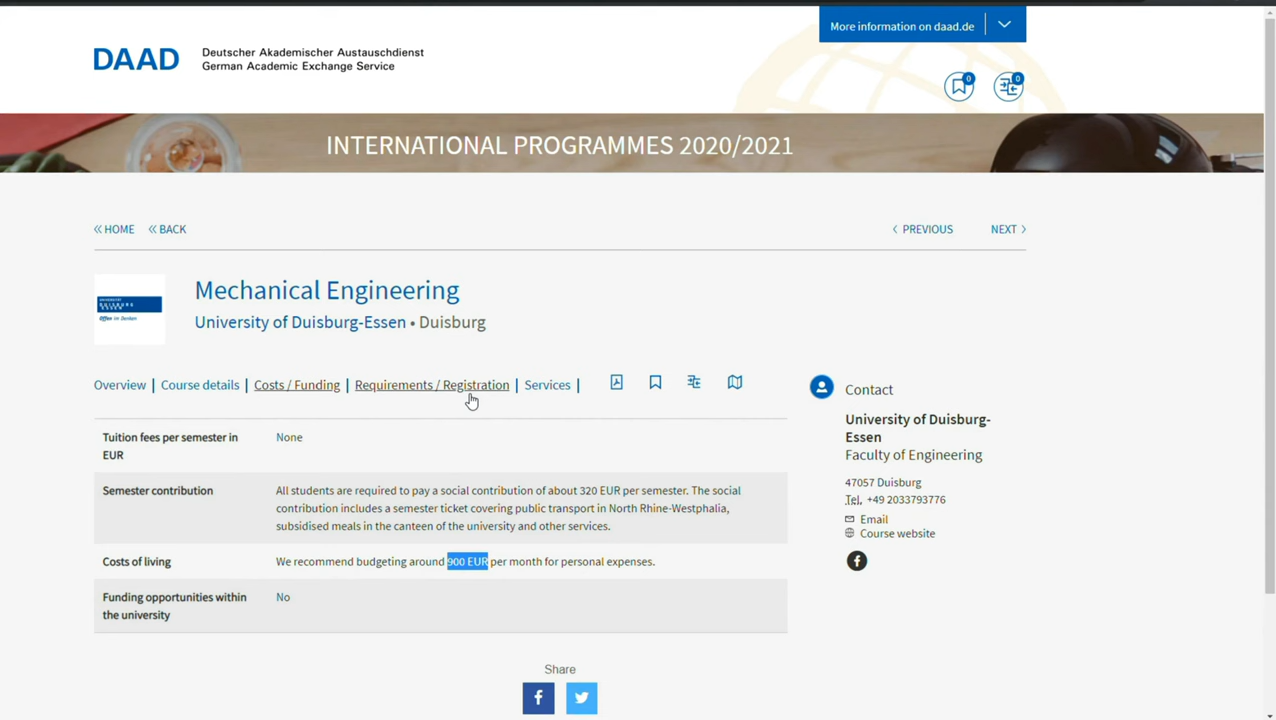 More information on daad.de
DAAD
Deutscher Akademischer Austauschdienst
German Academic Exchange Service
0
0
INTERNATIONAL PROGRAMMES 2020/2021
HOME
BACK
PREVIOUS
NEXT
Mechanical Engineering
University of Duisburg-Essen • Duisburg
Overview | Course details | Costs / Funding | Requirements / Registration | Services |
Tuition fees per semester in
EUR
None
Semester contribution
All students are required to pay a social contribution of about 320 EUR per semester. The social
contribution includes a semester ticket covering public transport in North Rhine-Westphalia,
subsidised meals in the canteen of the university and other services.
Costs of living
We recommend budgeting around 900 EUR per month for personal expenses.
Funding opportunities within
the university
No
Contact
University of Duisburg-
Essen
Faculty of Engineering
47057 Duisburg
Tel. +49 2033793776
Email
Course website
Share